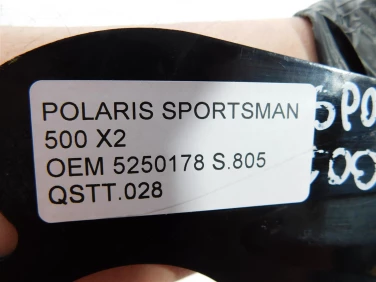 POLARIS SPORTSMAN
500 X2
OEM 5250178 S.805
QSTT.028